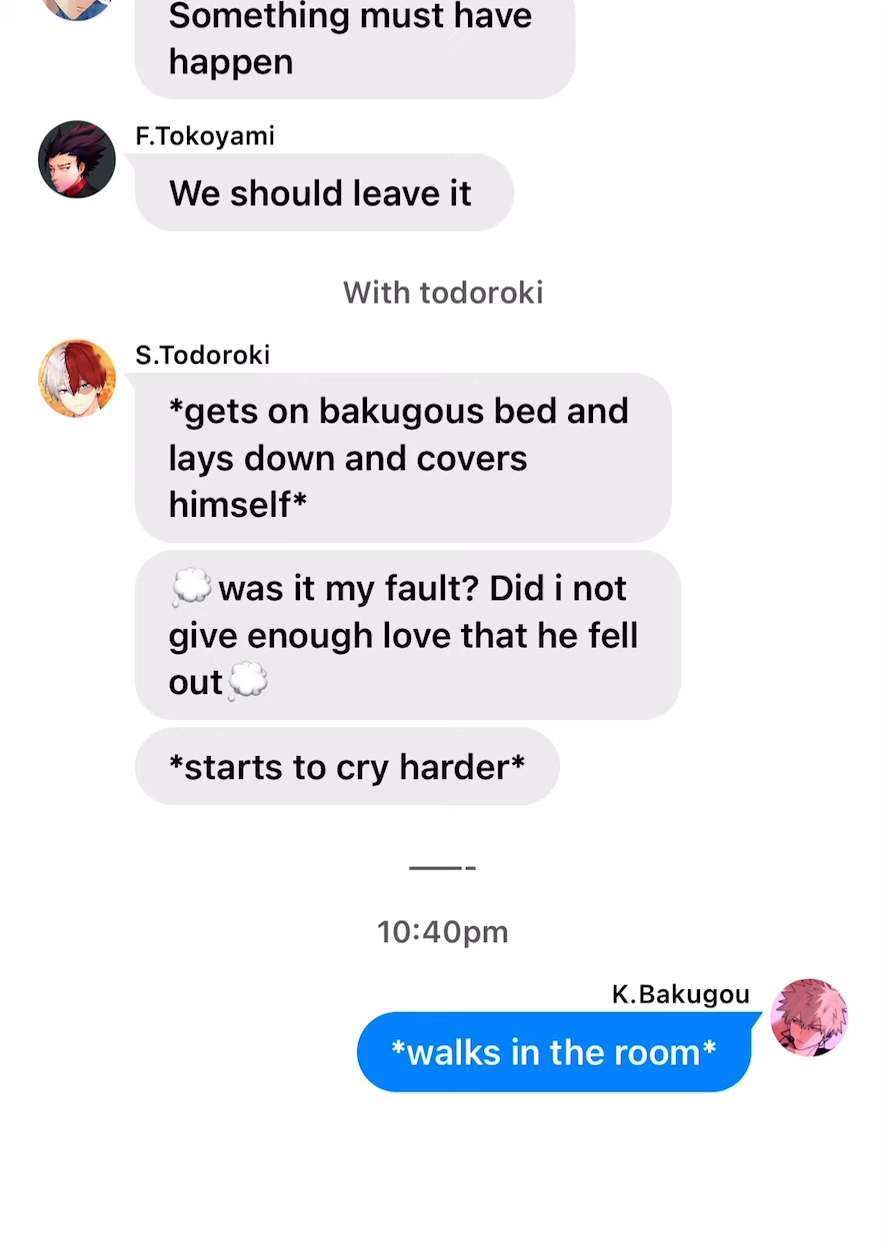 Something must have
happen
F.Tokoyami
We should leave it
With todoroki
S.Todoroki
*gets on bakugous bed and
lays down and covers
himself*
💭was it my fault? Did i not
give enough love that he fell
out💭
*starts to cry harder*
——-
10:40pm
K.Bakugou
*walks in the room*